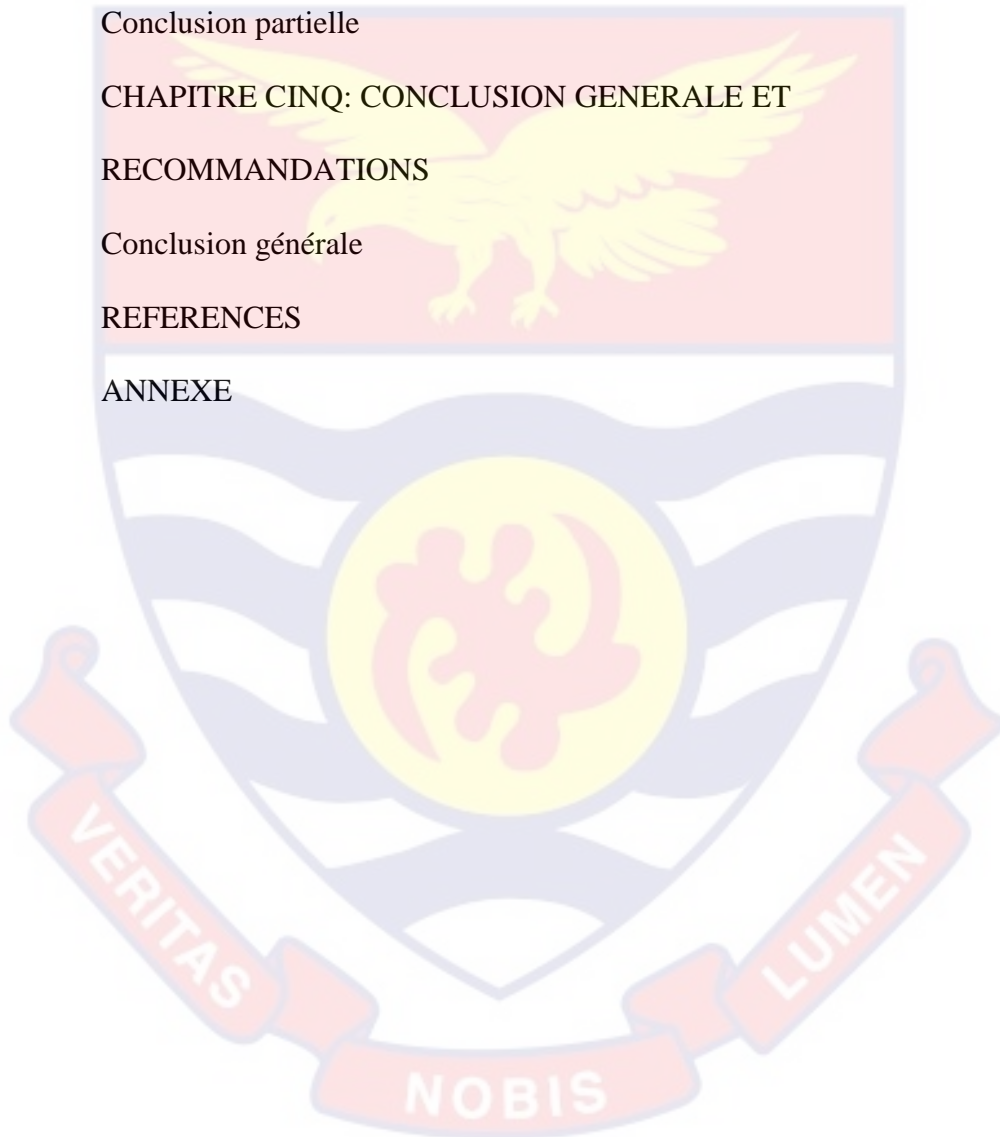 Conclusion partielle
CHAPITRE CINQ: CONCLUSION GENERALE ET
RECOMMANDATIONS
Conclusion générale
REFERENCES
ANNEXE
VERITAS
NOBIS
LUMEN